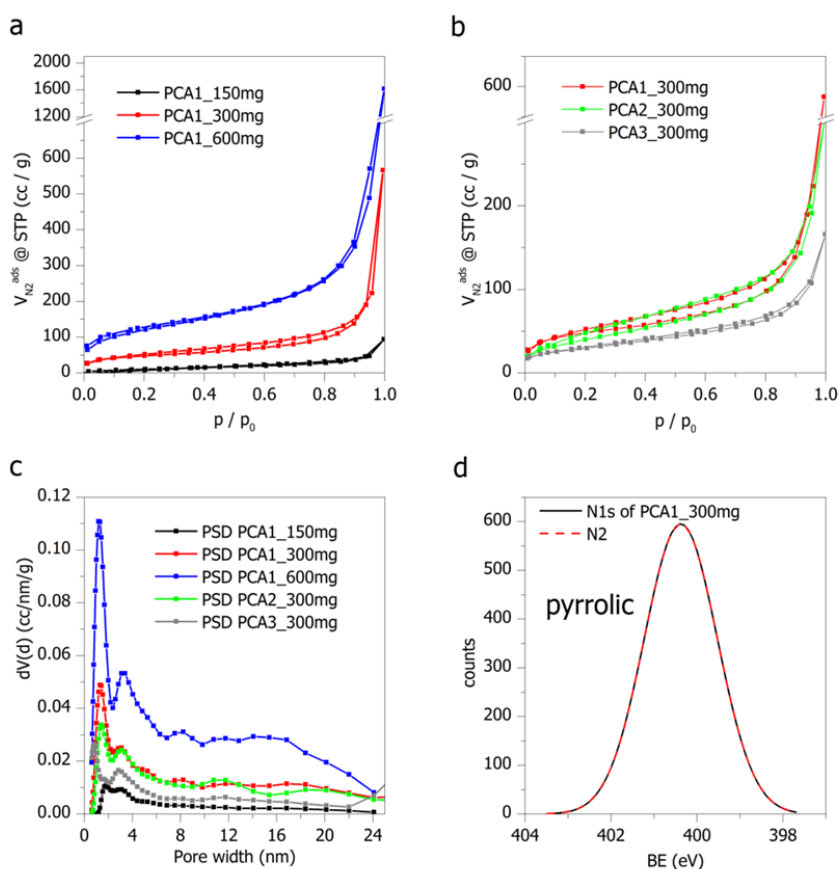 a
2000
1800
1600
1400
600
500
400
300
200
100
0
V_N2^ads @ STP (cc / g)
PCA1_150mg
PCA1_300mg
PCA1_600mg
0.0 0.2 0.4 0.6 0.8 1.0
p / p0
b
600
200
100
0
PCA1_300mg
PCA2_300mg
PCA3_300mg
V_N2^ads @ STP (cc / g)
0.0 0.2 0.4 0.6 0.8 1.0
p / p0
c
0.12
0.10
0.08
0.06
0.04
0.02
0.00
dV(d) (cc/nm/g)
PSD PCA1_150mg
PSD PCA1_300mg
PSD PCA1_600mg
PSD PCA2_300mg
PSD PCA3_300mg
0 4 8 12 16 20 24
Pore width (nm)
d
600
500
400
300
200
100
0
counts
N1s of PCA1_300mg
N2
pyrrolic
404 402 400 398
BE (eV)